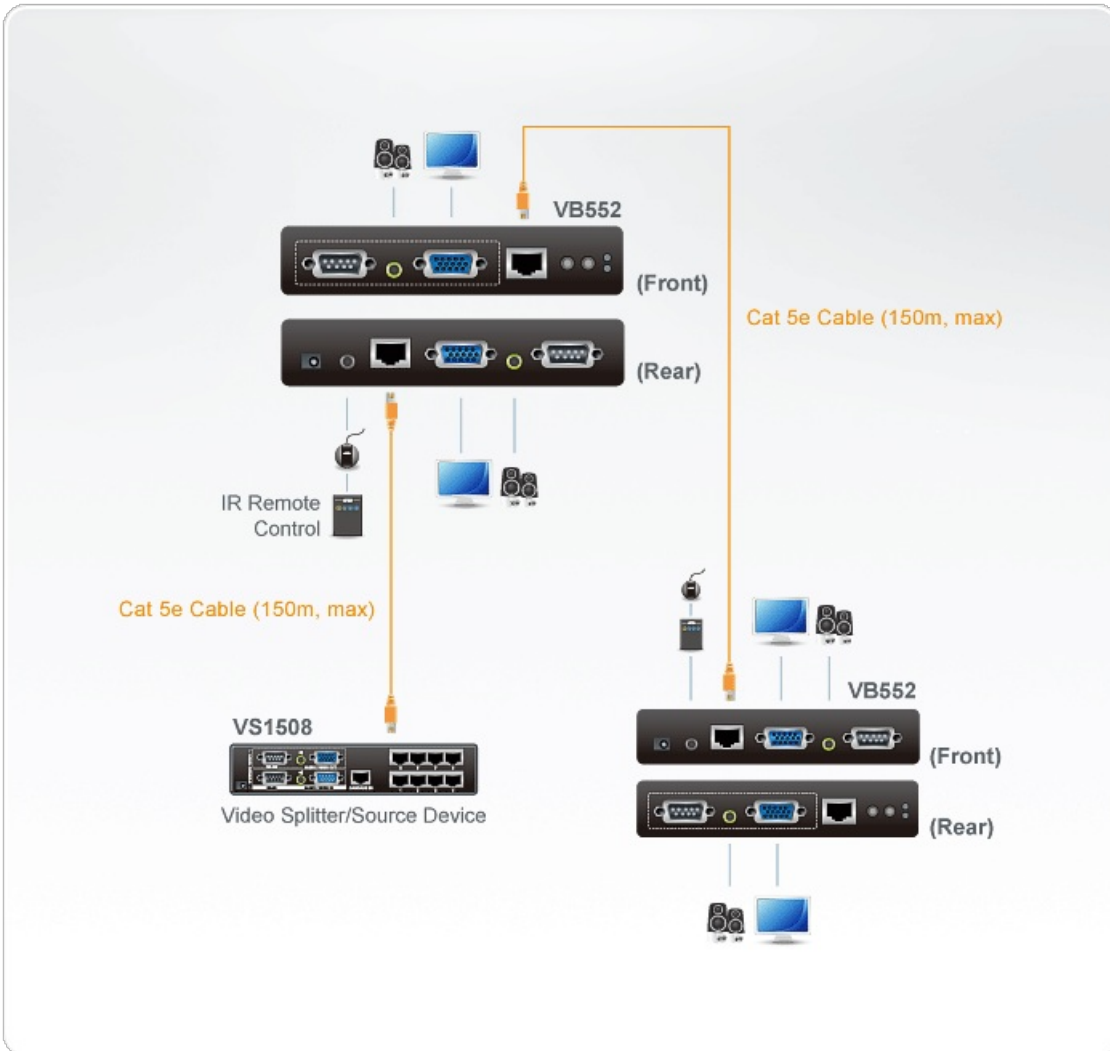 VB552
(Front)
Cat 5e Cable (150m, max)
(Rear)
IR Remote
Control
Cat 5e Cable (150m, max)
VS1508
VB552
(Front)
Video Splitter/Source Device
(Rear)